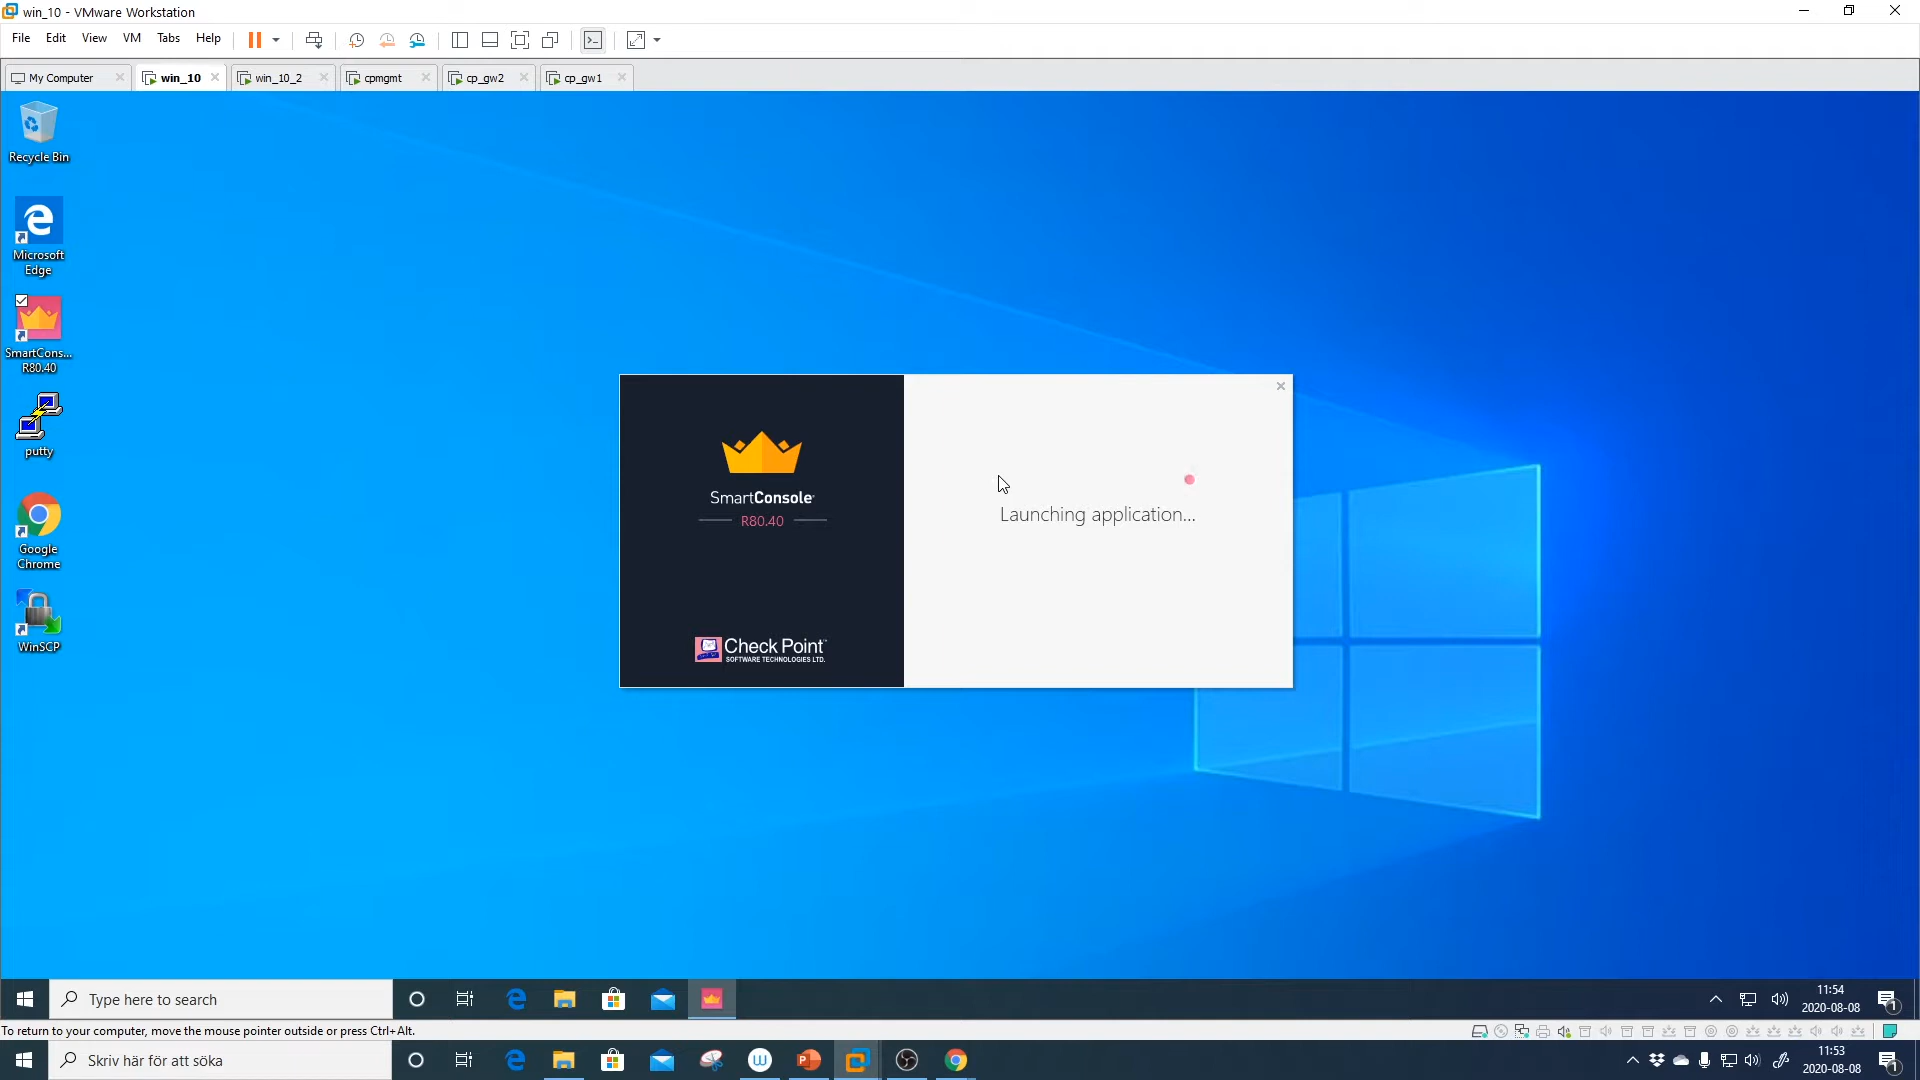 win_10 - VMware Workstation
File Edit View VM Tabs Help
My Computer win_10 win_10_2 cpmgmt cp_gw2 cp_gw1
Recycle Bin
Microsoft
Edge
SmartCons...
R80.40
putty
Google
Chrome
WinSCP
SmartConsole
R80.40
Check Point
SOFTWARE TECHNOLOGIES LTD.
Launching application...
Type here to search
11:54
2020-08-08
1
To return to your computer, move the mouse pointer outside or press Ctrl+Alt.
Skriv här för att söka
11:53
2020-08-08
1